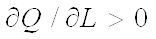 ∂Q / ∂L > 0